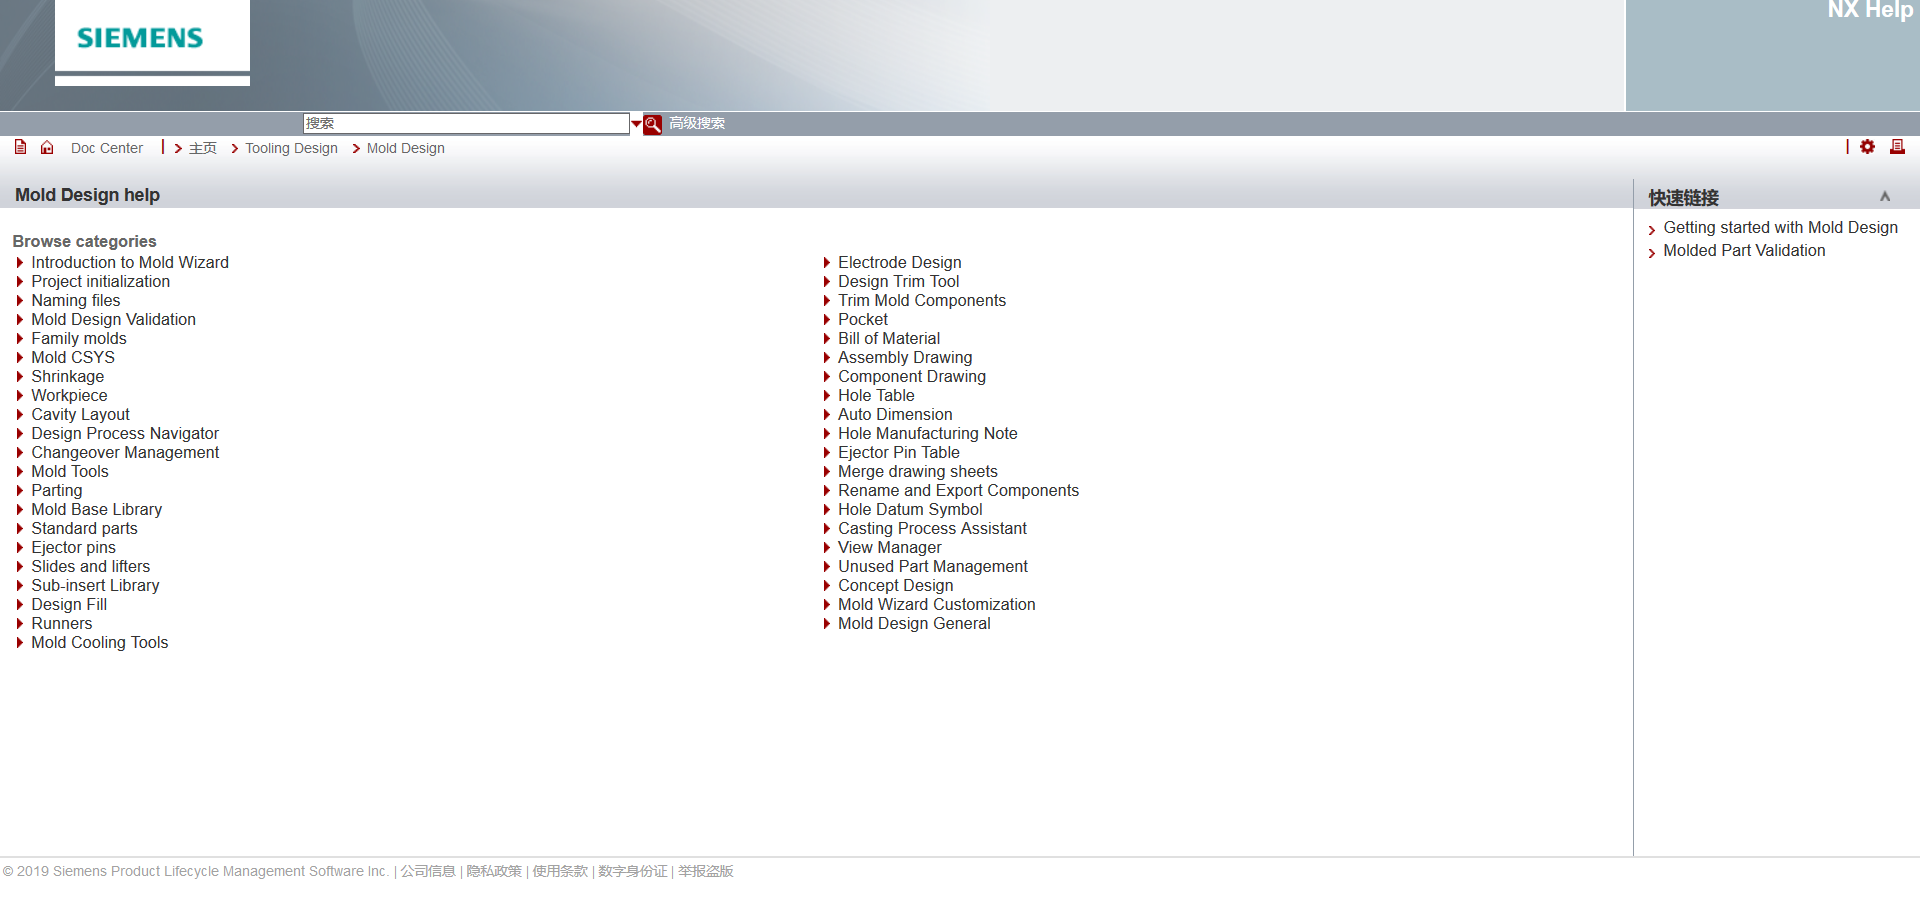 SIEMENS
NX Help
搜索
高级搜索
Doc Center
主页
Tooling Design
Mold Design
Mold Design help
Browse categories
Introduction to Mold Wizard
Project initialization
Naming files
Mold Design Validation
Family molds
Mold CSYS
Shrinkage
Workpiece
Cavity Layout
Design Process Navigator
Changeover Management
Mold Tools
Parting
Mold Base Library
Standard parts
Ejector pins
Slides and lifters
Sub-insert Library
Design Fill
Runners
Mold Cooling Tools
Electrode Design
Design Trim Tool
Trim Mold Components
Pocket
Bill of Material
Assembly Drawing
Component Drawing
Hole Table
Auto Dimension
Hole Manufacturing Note
Ejector Pin Table
Merge drawing sheets
Rename and Export Components
Hole Datum Symbol
Casting Process Assistant
View Manager
Unused Part Management
Concept Design
Mold Wizard Customization
Mold Design General
快速链接
Getting started with Mold Design
Molded Part Validation
© 2019 Siemens Product Lifecycle Management Software Inc. | 公司信息 | 隐私政策 | 使用条款 | 数字身份证 | 举报盗版